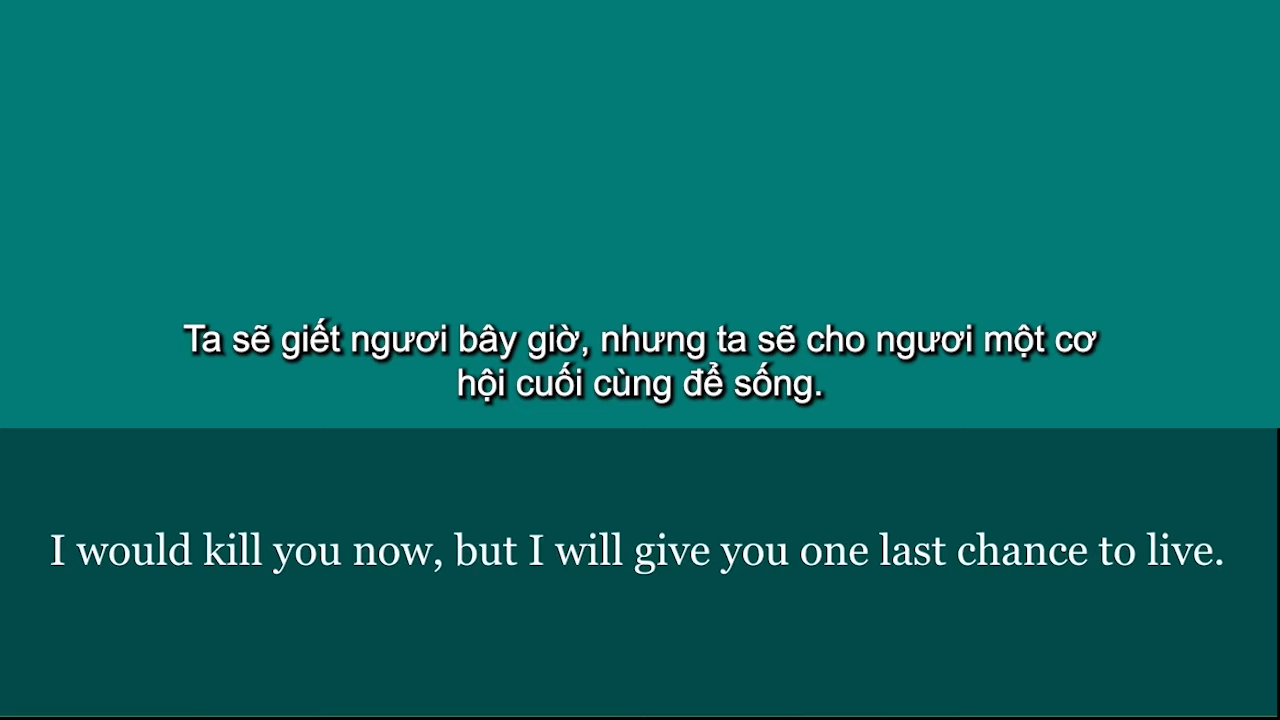 Ta sẽ giết ngươi bây giờ, nhưng ta sẽ cho ngươi một cơ
hội cuối cùng để sống.
I would kill you now, but I will give you one last chance to live.